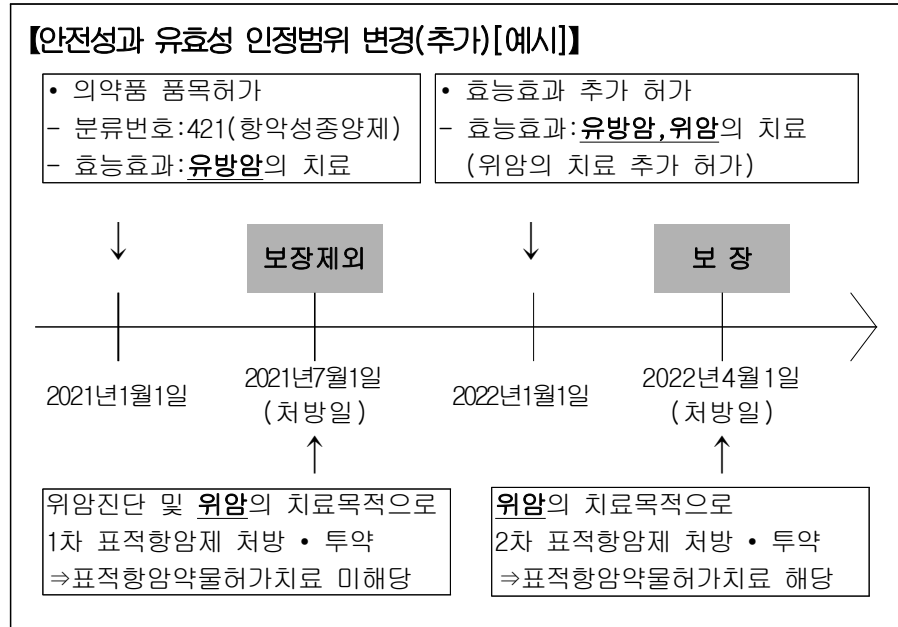 【안전성과 유효성 인정범위 변경(추가)[예시]】
• 의약품 품목허가
- 분류번호:421(항악성종양제)
- 효능효과:유방암의 치료
• 효능효과 추가 허가
- 효능효과:유방암,위암의 치료
(위암의 치료 추가 허가)
보장제외
보 장
2021년1월1일
2021년7월1일
(처방일)
2022년1월1일
2022년4월1일
(처방일)
위암진단 및 위암의 치료목적으로
1차 표적항암제 처방 • 투약
⇒표적항암약물허가치료 미해당
위암의 치료목적으로
2차 표적항암제 처방 • 투약
⇒표적항암약물허가치료 해당